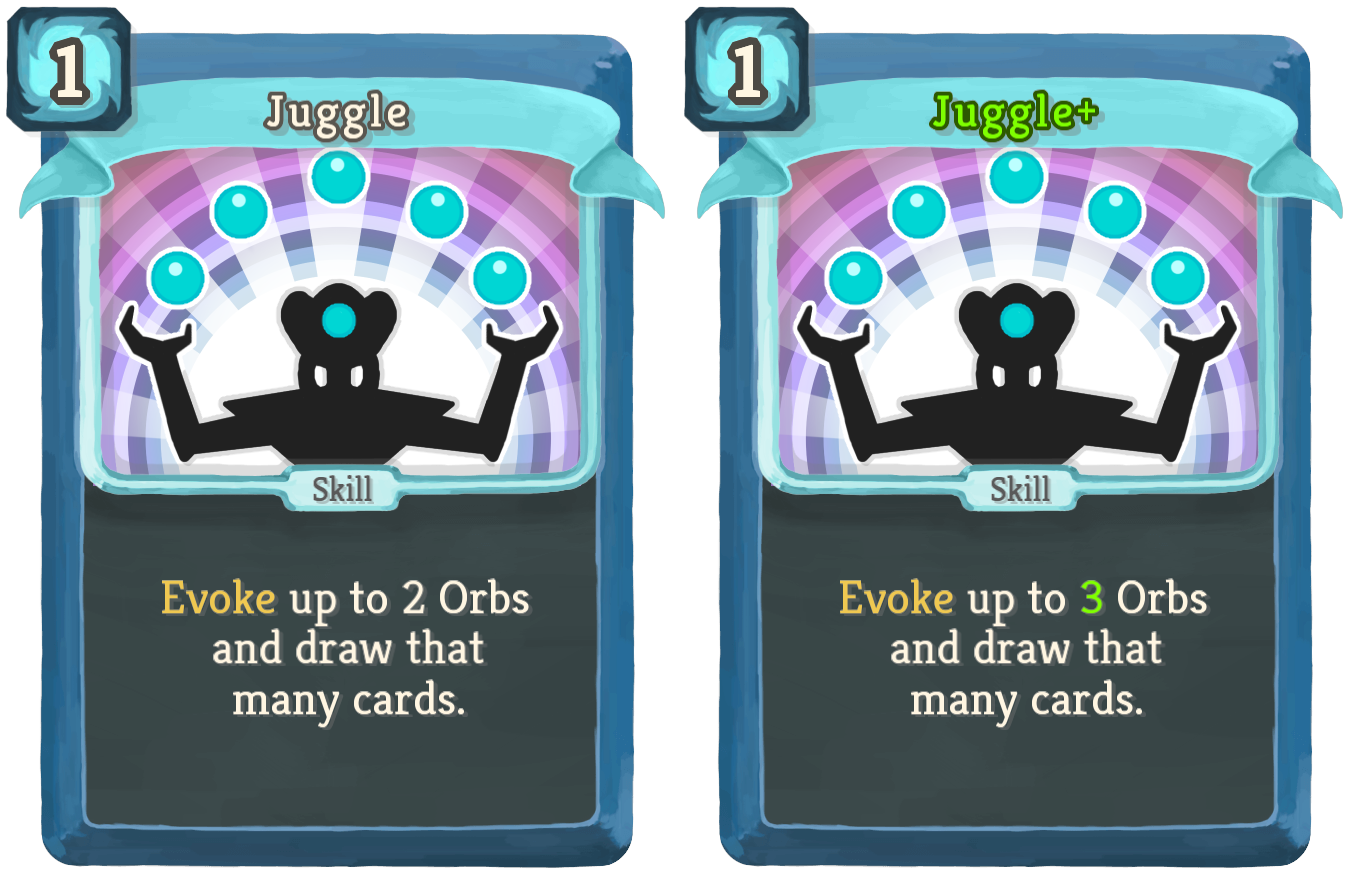 1
Juggle
Skill
Evoke up to 2 Orbs
and draw that
many cards.
1
Juggle+
Skill
Evoke up to 3 Orbs
and draw that
many cards.